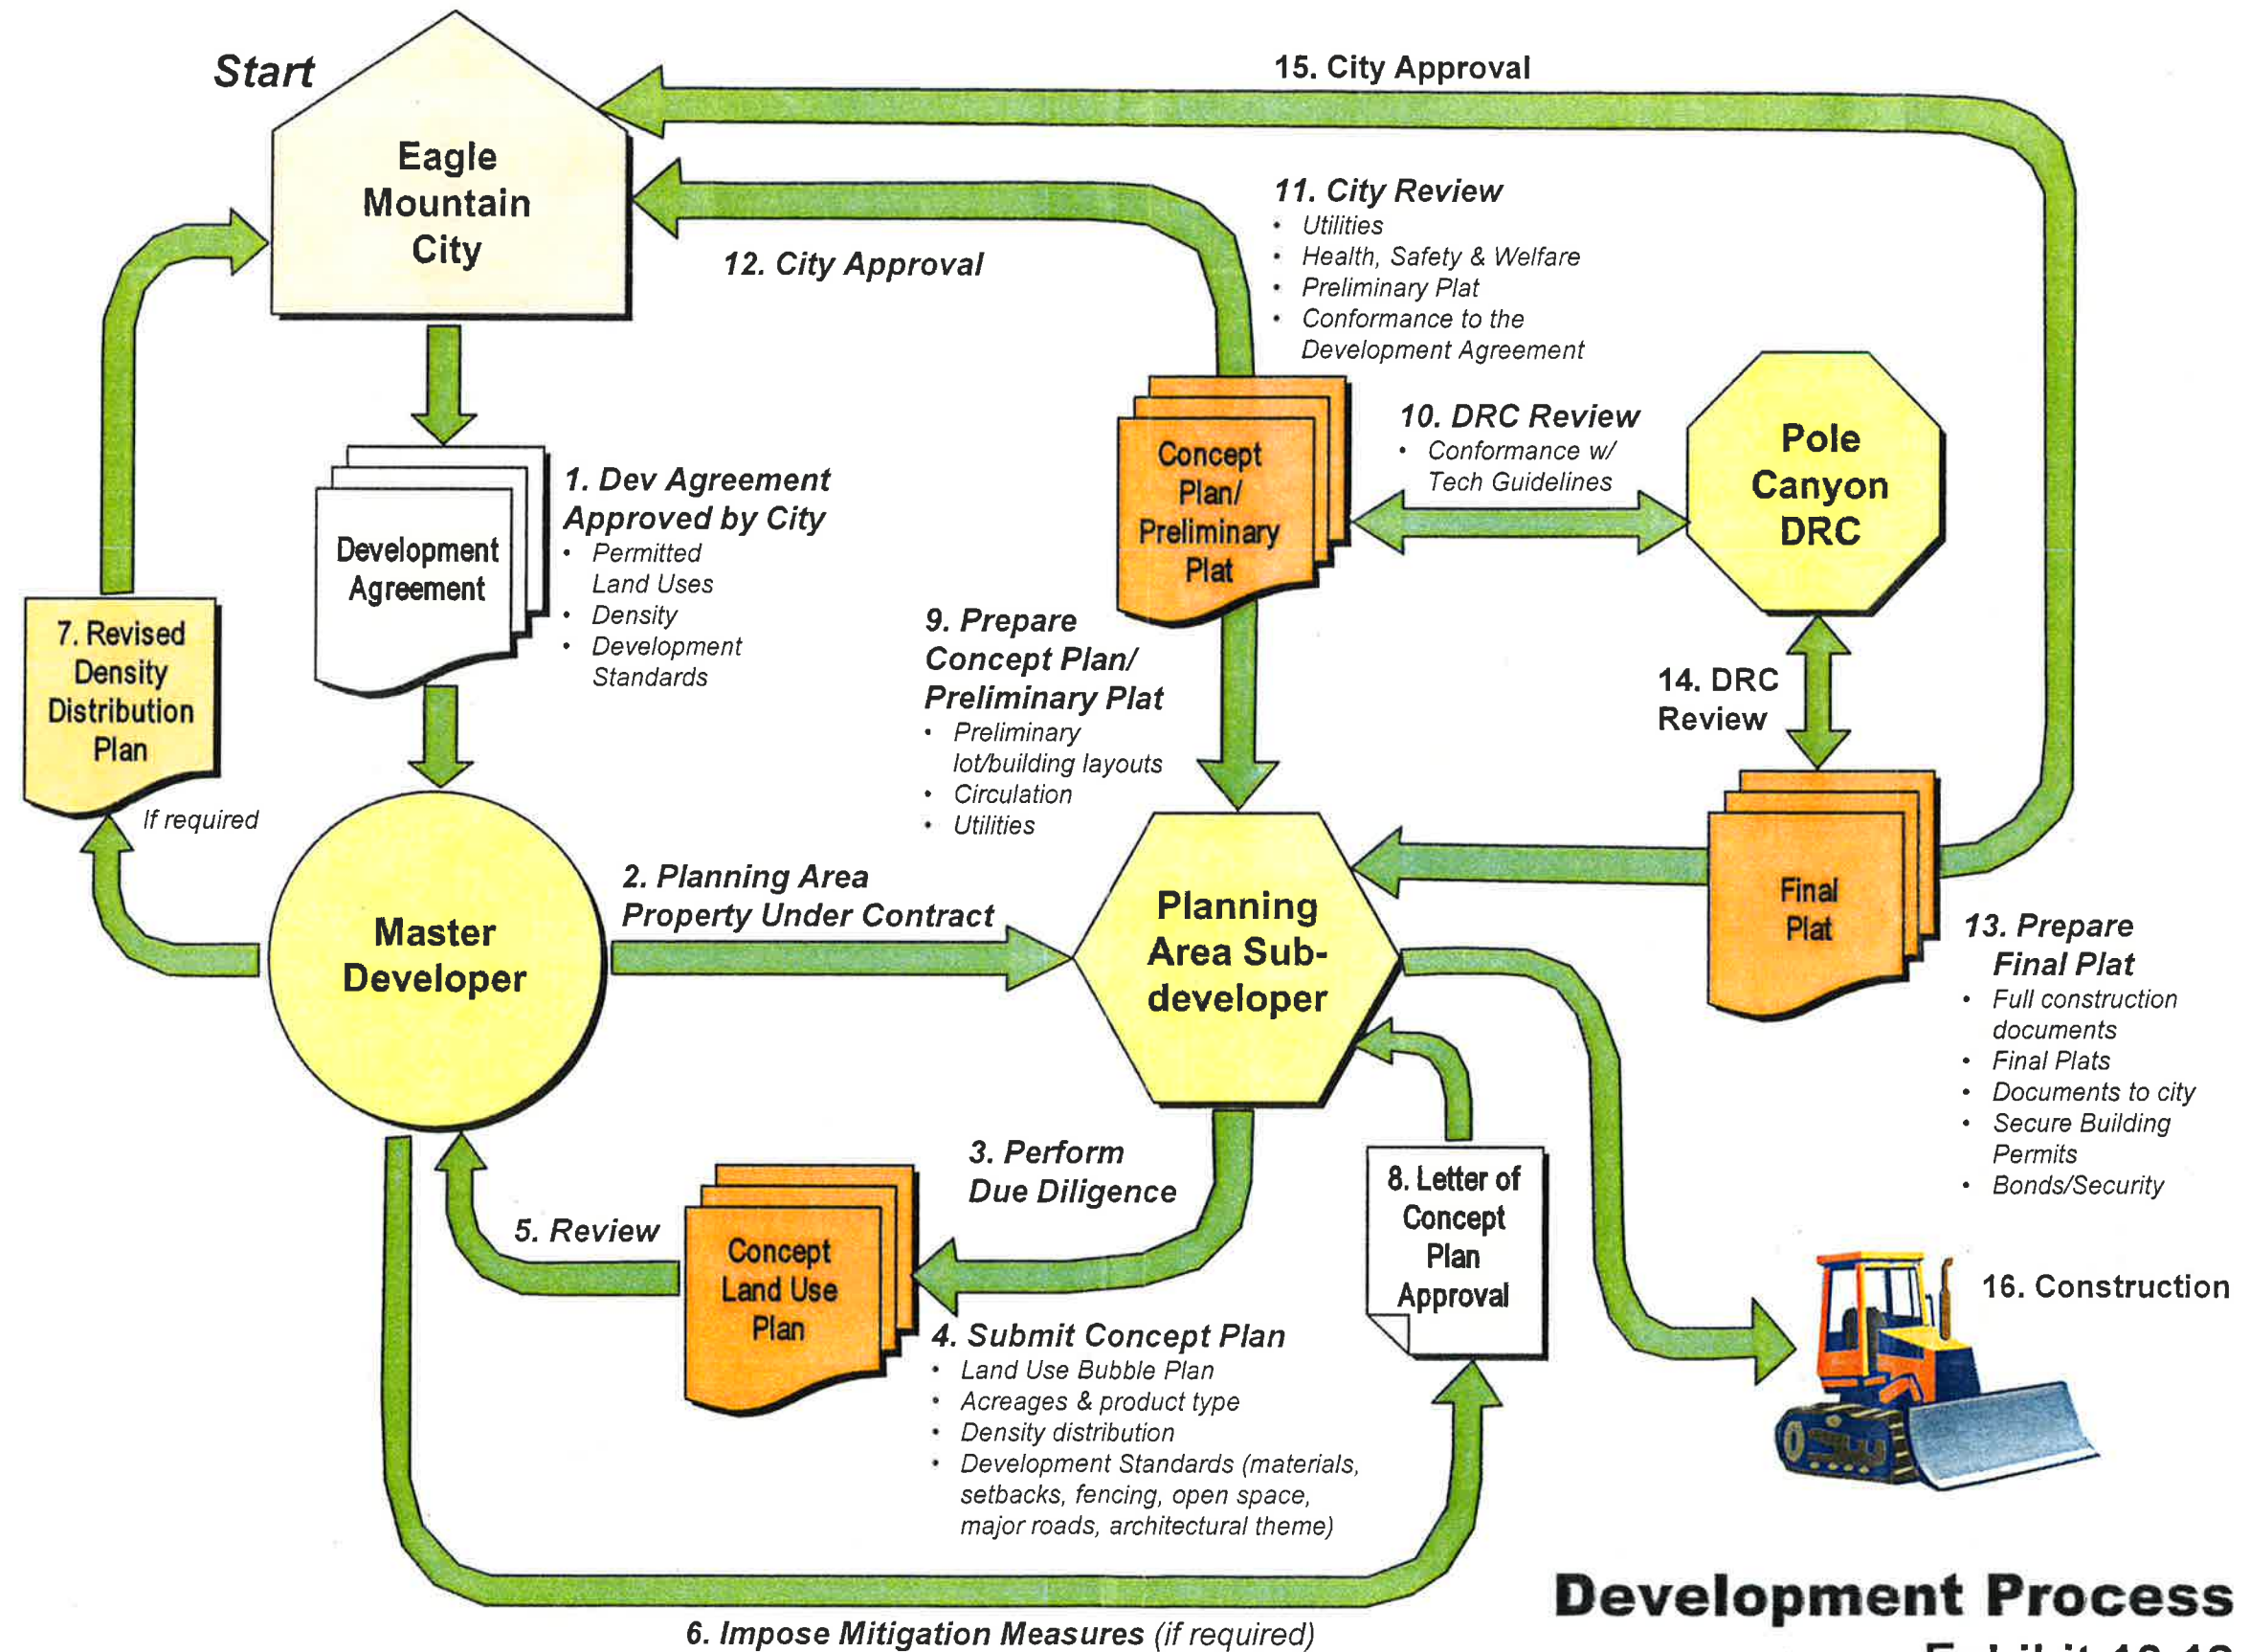 Start
Eagle
Mountain
City
15. City Approval
12. City Approval
11. City Review
• Utilities
• Health, Safety & Welfare
• Preliminary Plat
• Conformance to the
Development Agreement
10. DRC Review
• Conformance w/
Tech Guidelines
Pole
Canyon
DRC
Concept
Plan/
Preliminary
Plat
1. Dev Agreement
Approved by City
• Permitted
Land Uses
• Density
• Development
Standards
Development
Agreement
7. Revised
Density
Distribution
Plan
If required
9. Prepare
Concept Plan/
Preliminary Plat
• Preliminary
lot/building layouts
• Circulation
• Utilities
14. DRC
Review
2. Planning Area
Property Under Contract
Master
Developer
Planning
Area Sub-
developer
Final
Plat
13. Prepare
Final Plat
• Full construction
documents
• Final Plats
• Documents to city
• Secure Building
Permits
• Bonds/Security
3. Perform
Due Diligence
5. Review
Concept
Land Use
Plan
8. Letter of
Concept
Plan
Approval
4. Submit Concept Plan
• Land Use Bubble Plan
• Acreages & product type
• Density distribution
• Development Standards (materials,
setbacks, fencing, open space,
major roads, architectural theme)
16. Construction
6. Impose Mitigation Measures (if required)
Development Process